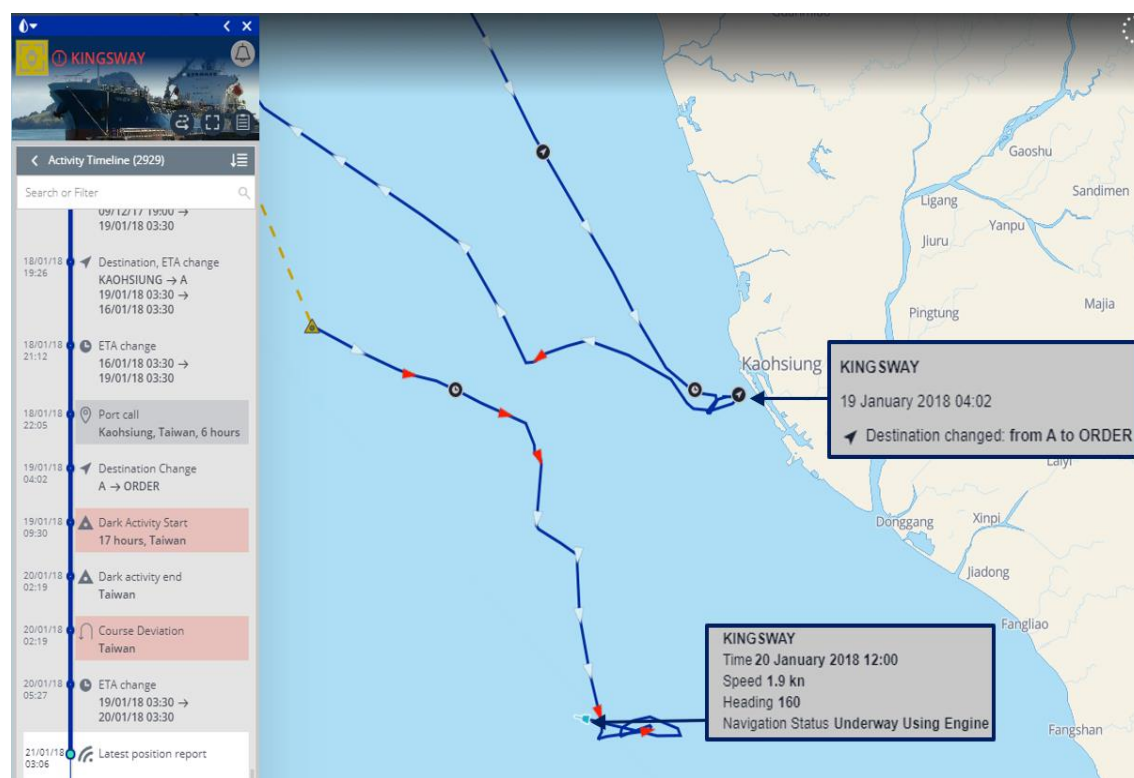 KINGSWAY
Activity Timeline (2929)
Search or Filter
09/12/17 19:00 →
19/01/18 03:30
18/01/18
19:26
Destination, ETA change
KAOHSIUNG → A
19/01/18 03:30 →
16/01/18 03:30
18/01/18
21:12
ETA change
16/01/18 03:30 →
19/01/18 03:30
18/01/18
22:05
Port call
Kaohsiung, Taiwan, 6 hours
19/01/18
04:02
Destination Change
A → ORDER
19/01/18
09:30
Dark Activity Start
17 hours, Taiwan
20/01/18
02:19
Dark activity end
Taiwan
20/01/18
02:19
Course Deviation
Taiwan
20/01/18
05:27
ETA change
19/01/18 03:30 →
20/01/18 03:30
21/01/18
03:06
Latest position report
Gaoshu
Ligang
Sandimen
Yanpu
Jiuru
Pingtung
Majia
Kaohsiung
KINGSWAY
19 January 2018 04:02
Destination changed: from A to ORDER
Laiyi
Donggang
Xinpi
Jiadong
Fangliao
KINGSWAY
Time 20 January 2018 12:00
Speed 1.9 kn
Heading 160
Navigation Status Underway Using Engine
Fangshan